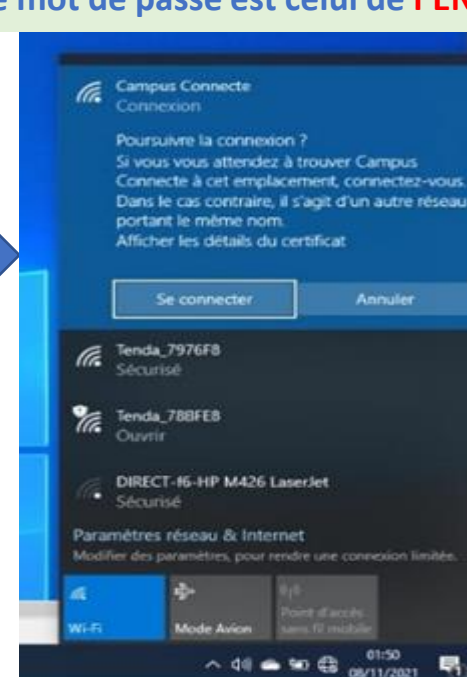 e mot de passe est celui de l'EN
Campus Connecte
Connexion
Poursuivre la connexion ?
Si vous vous attendez à trouver Campus
Connecte à cet emplacement, connectez-vous.
Dans le cas contraire, il s'agit d'un autre réseau
portant le même nom.
Afficher les détails du certificat
Se connecter Annuler
Tenda_7976F8
Sécurisé
Tenda_788FE8
Ouvrir
DIRECT-f6-HP M426 LaserJet
Sécurisé
Paramètres réseau & Internet
Modifier des paramètres, pour rendre une connexion limitée.
Wi-Fi Mode Avion Point d'accès
sans fil mobile
01:50
08/11/2021